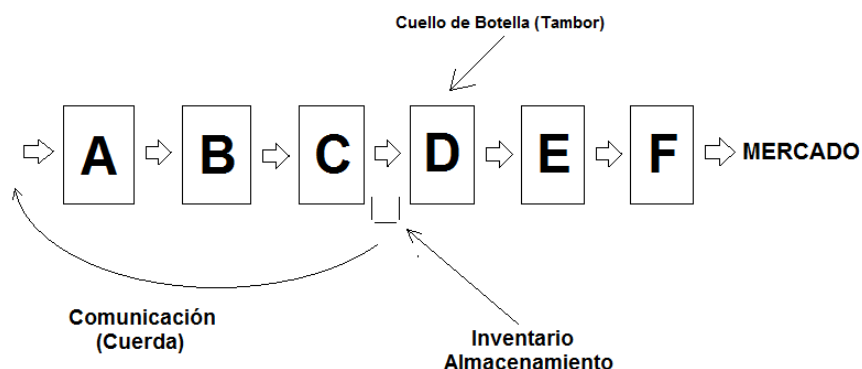 Cuello de Botella (Tambor)
A B C D E F MERCADO
Comunicación
(Cuerda)
Inventario
Almacenamiento